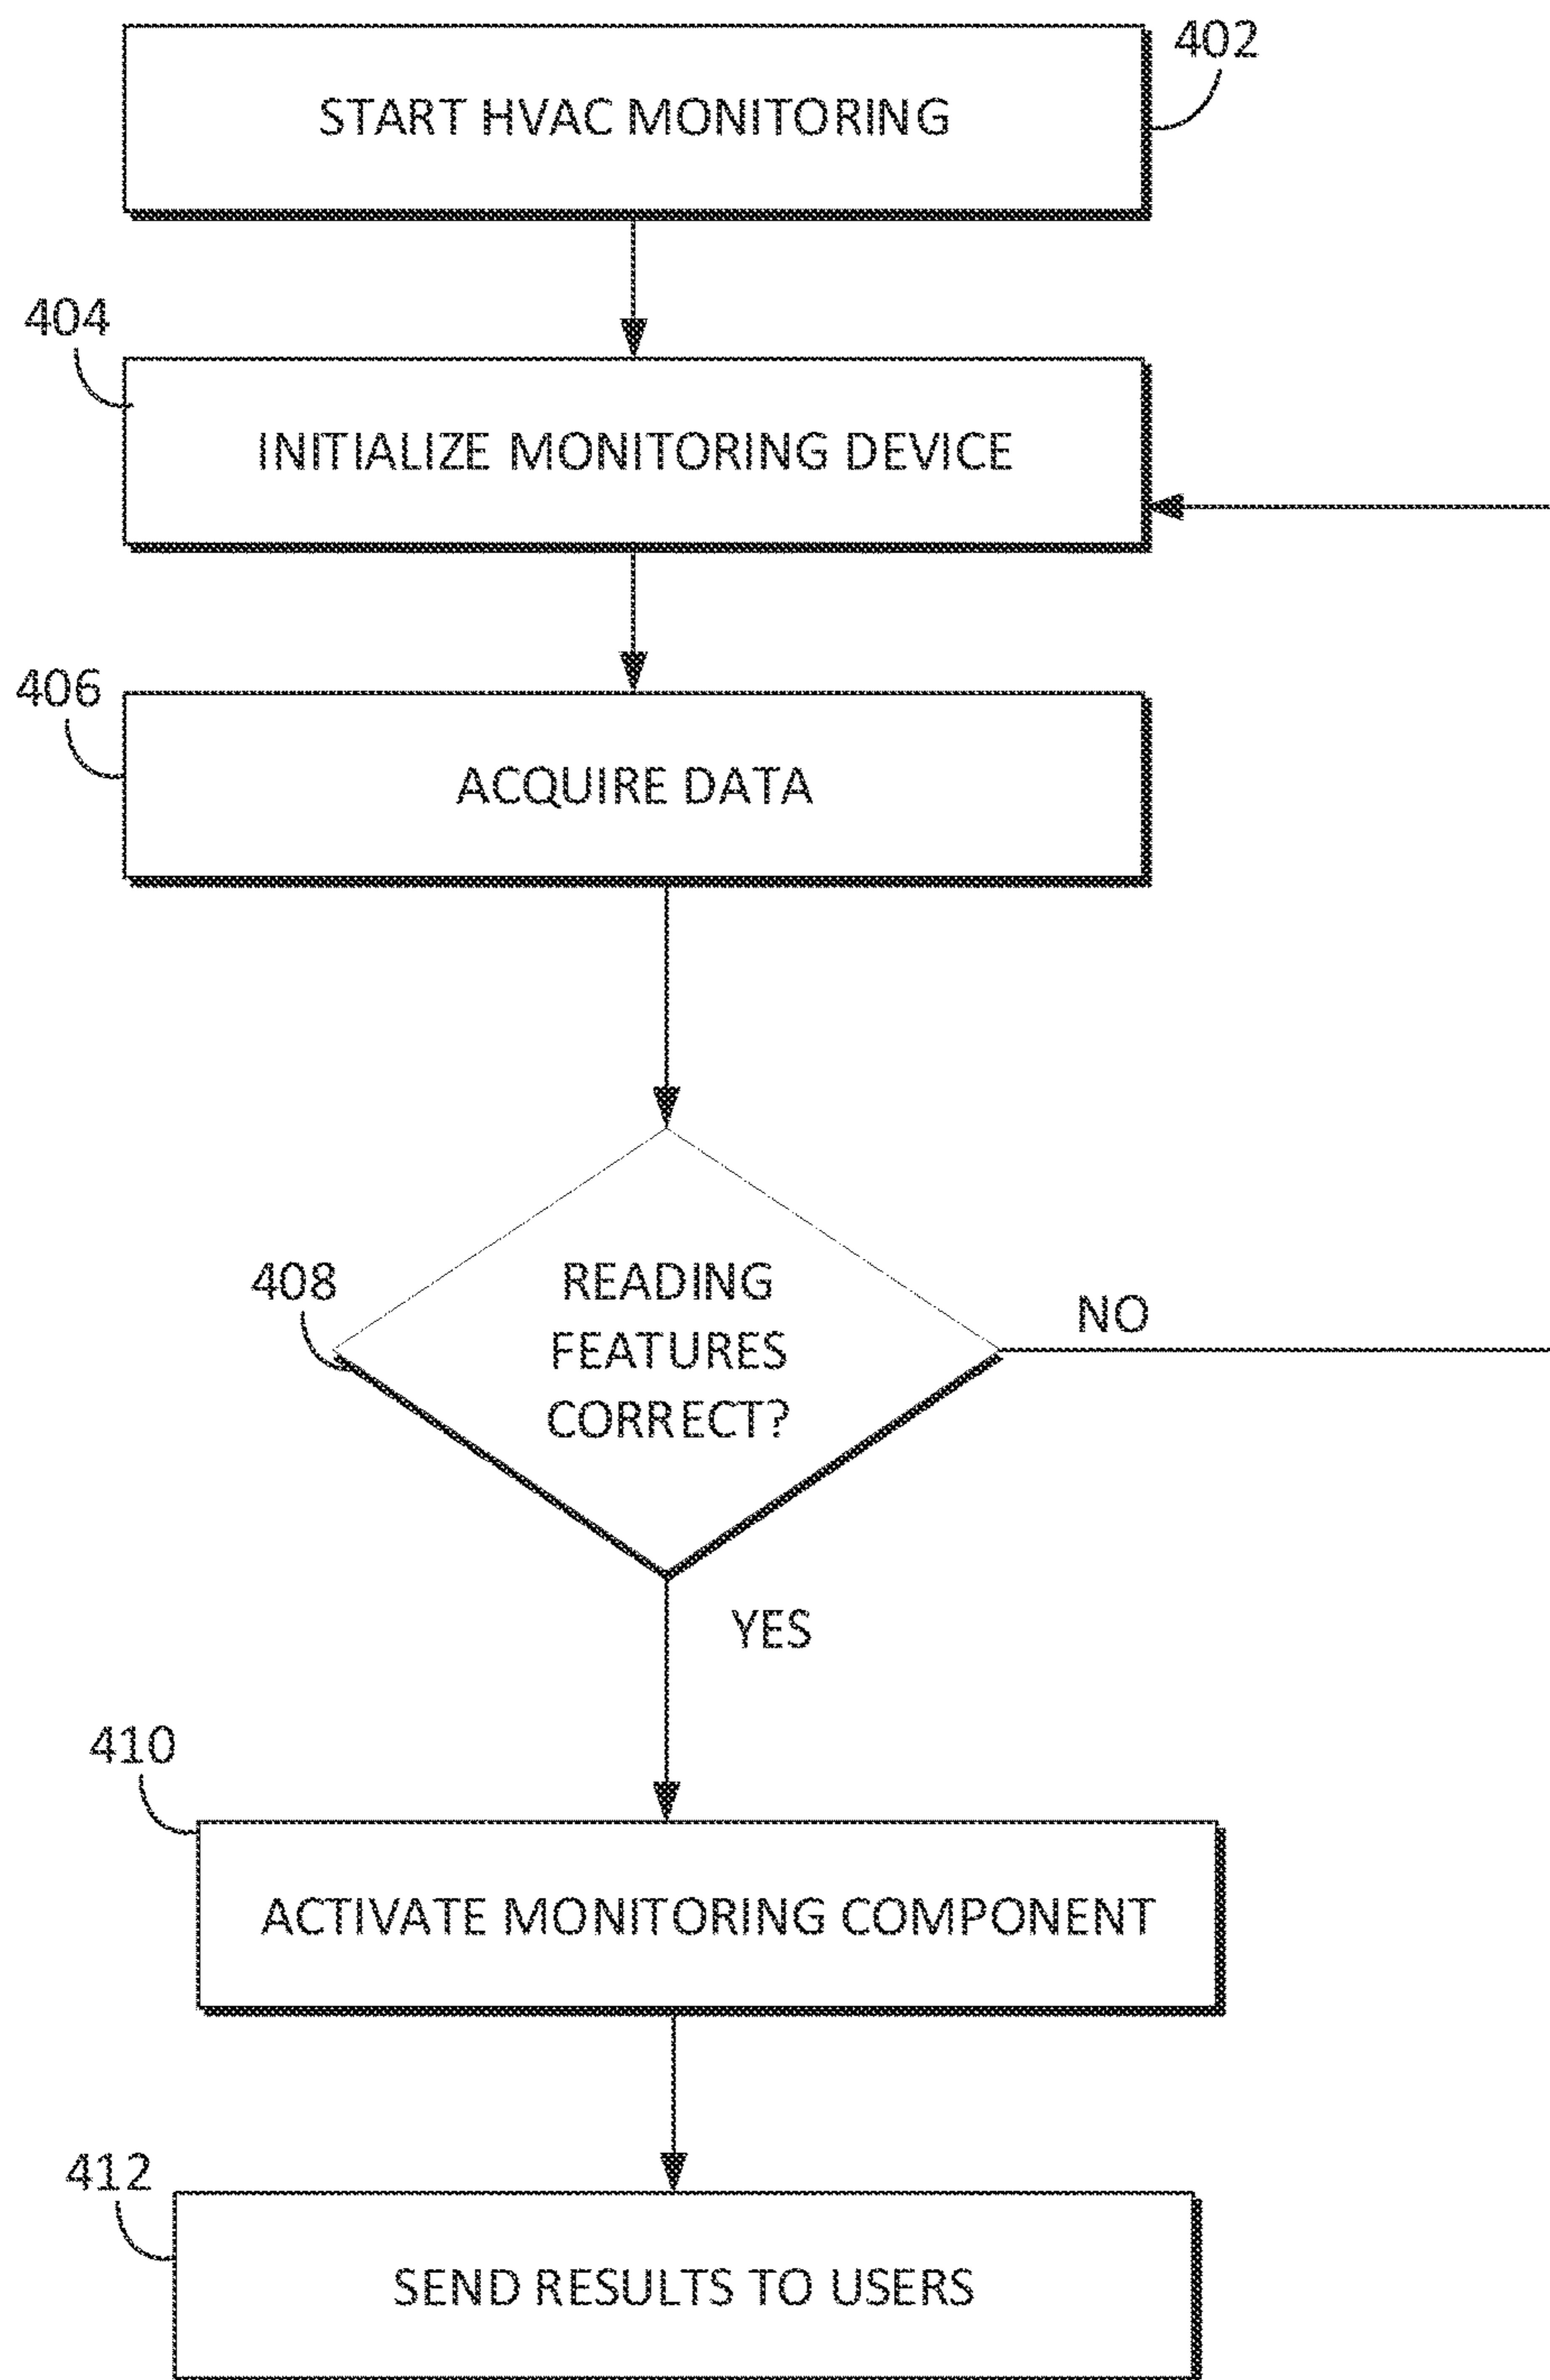 402
START HVAC MONITORING
404
INITIALIZE MONITORING DEVICE
406
ACQUIRE DATA
408
READING
FEATURES
CORRECT?
NO
YES
410
ACTIVATE MONITORING COMPONENT
412
SEND RESULTS TO USERS